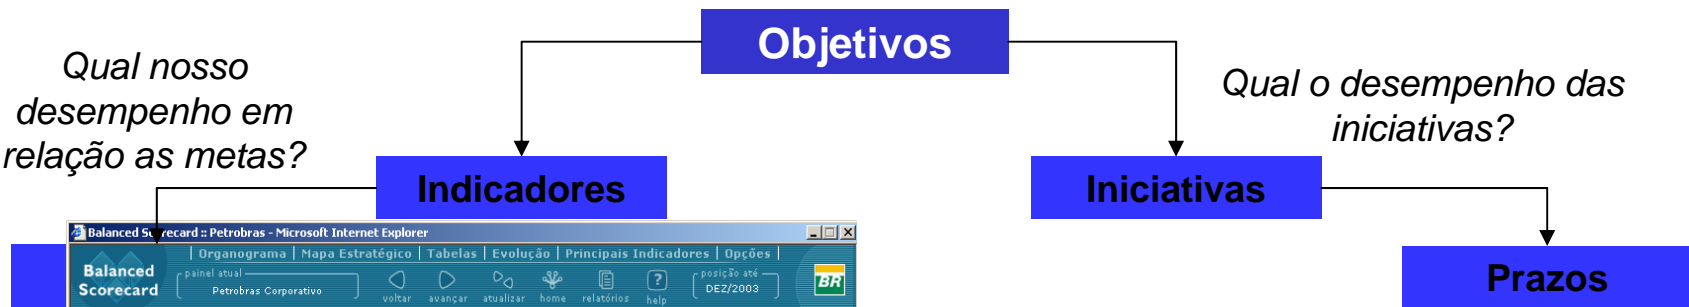 Objetivos
Qual nosso
desempenho em
relação as metas?
Qual o desempenho das
iniciativas?
Indicadores
Iniciativas
Balanced Scorecard :: Petrobras - Microsoft Internet Explorer
Organograma | Mapa Estratégico | Tabelas | Evolução | Principais Indicadores | Opções
Balanced
Scorecard
painel atual
Petrobras Corporativo
voltar avançar atualizar home relatórios help
posição até
DEZ/2003
BR
Prazos